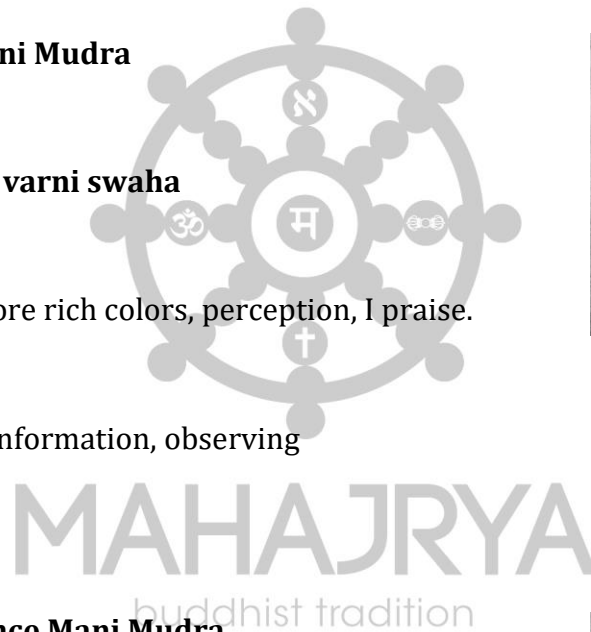 ni Mudra
varni swaha
ore rich colors, perception, I praise.
א
ॐ म
✝
nformation, observing
MAHAJRYA
buddhist tradition
nce Mani Mudra